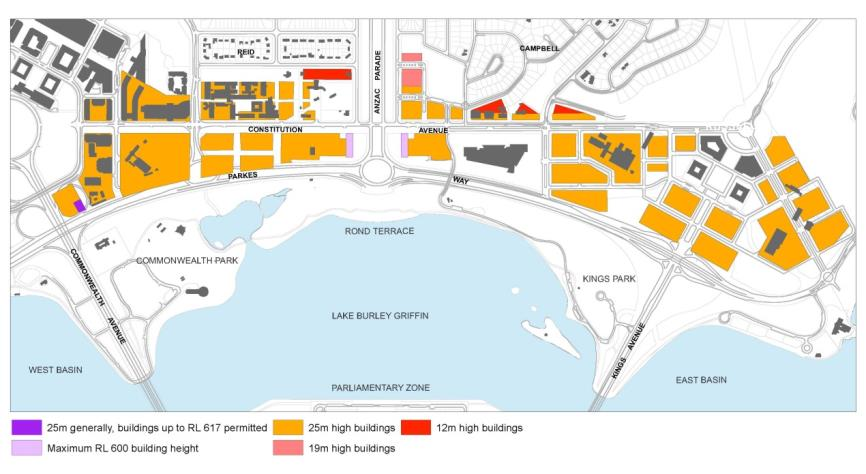 REID
CAMPBELL
ANZAC PARADE
CONSTITUTION AVENUE
PARKES WAY
ROND TERRACE
COMMONWEALTH PARK
KINGS PARK
COMMONWEALTH AVENUE
LAKE BURLEY GRIFFIN
KINGS AVENUE
WEST BASIN
EAST BASIN
PARLIAMENTARY ZONE
25m generally, buildings up to RL 617 permitted
25m high buildings
12m high buildings
Maximum RL 600 building height
19m high buildings